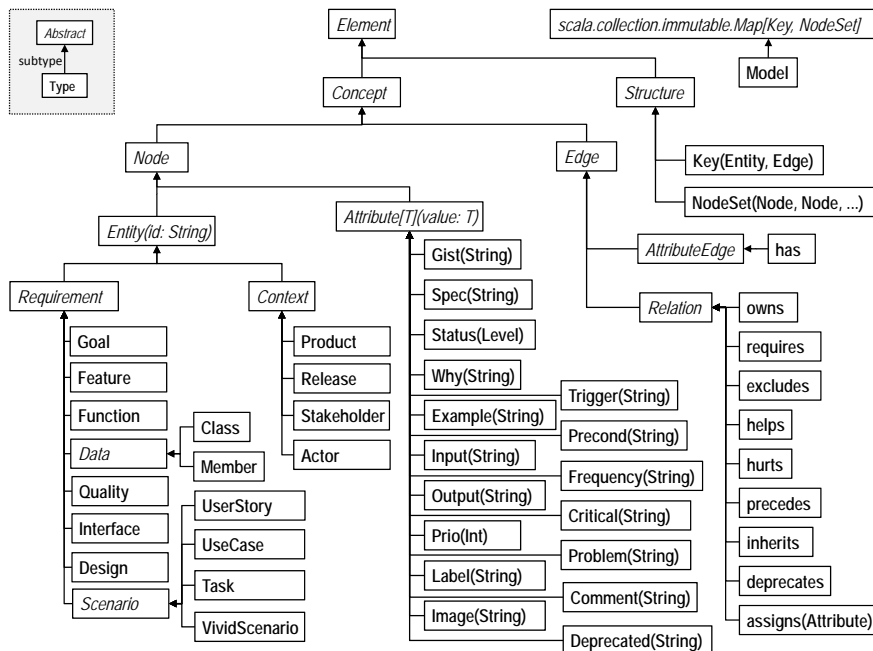 Abstract
subtype
Type
Element
scala.collection.immutable.Map[Key, NodeSet]
Model
Concept
Structure
Node
Edge
Key(Entity, Edge)
NodeSet(Node, Node, ...)
Entity(id: String)
Attribute[T](value: T)
AttributeEdge
has
Requirement
Context
Relation
Goal
Feature
Function
Data
Class
Member
Quality
Interface
Design
Scenario
UserStory
UseCase
Task
VividScenario
Product
Release
Stakeholder
Actor
Gist(String)
Spec(String)
Status(Level)
Why(String)
Example(String)
Input(String)
Output(String)
Prio(Int)
Label(String)
Image(String)
Trigger(String)
Precond(String)
Frequency(String)
Critical(String)
Problem(String)
Comment(String)
Deprecated(String)
owns
requires
excludes
helps
hurts
precedes
inherits
deprecates
assigns(Attribute)